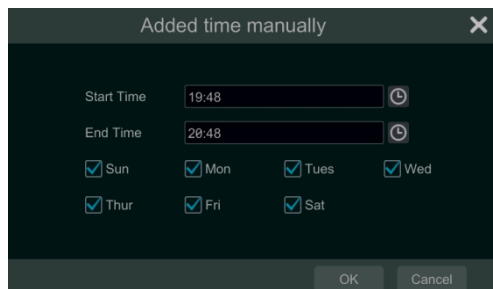 Added time manually
Start Time 19:48
End Time 20:48
Sun Mon Tues Wed
Thur Fri Sat
OK Cancel